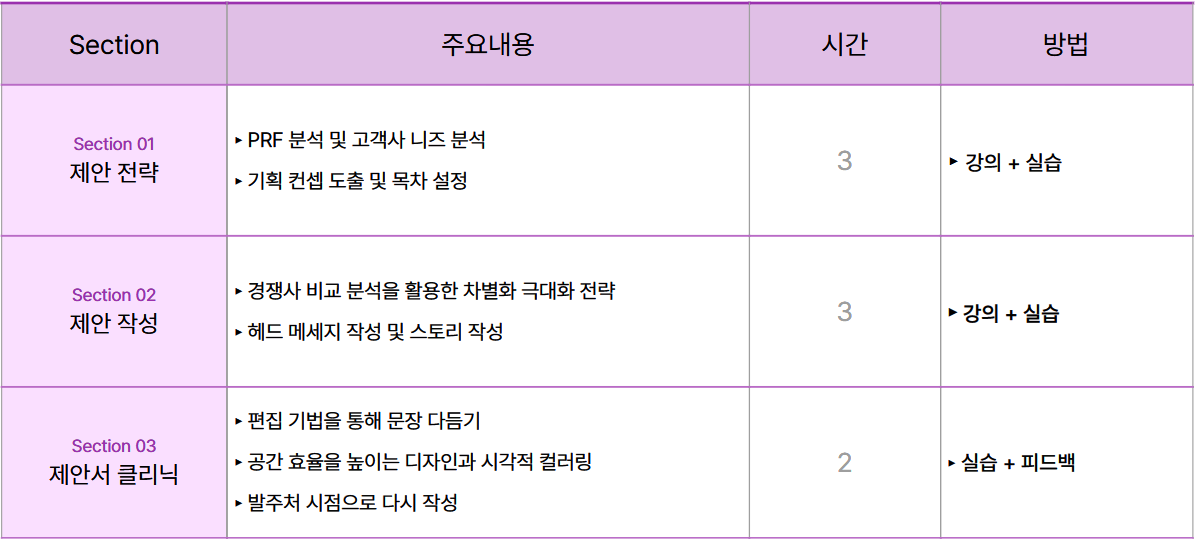 Section 주요내용 시간 방법
Section 01
제안 전략
▸ PRF 분석 및 고객사 니즈 분석
▸ 기획 컨셉 도출 및 목차 설정
3
▸ 강의 + 실습
Section 02
제안 작성
▸ 경쟁사 비교 분석을 활용한 차별화 극대화 전략
▸ 헤드 메세지 작성 및 스토리 작성
3
▸ 강의 + 실습
Section 03
제안서 클리닉
▸ 편집 기법을 통해 문장 다듬기
▸ 공간 효율을 높이는 디자인과 시각적 컬러링
▸ 발주처 시점으로 다시 작성
2
▸ 실습 + 피드백